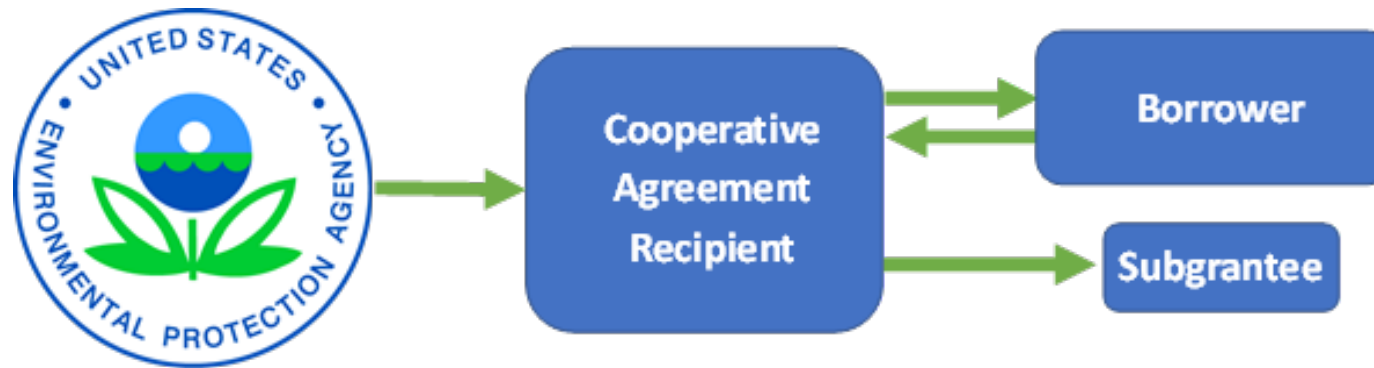 UNITED STATES
ENVIRONMENTAL PROTECTION AGENCY
Cooperative
Agreement
Recipient
Borrower
Subgrantee